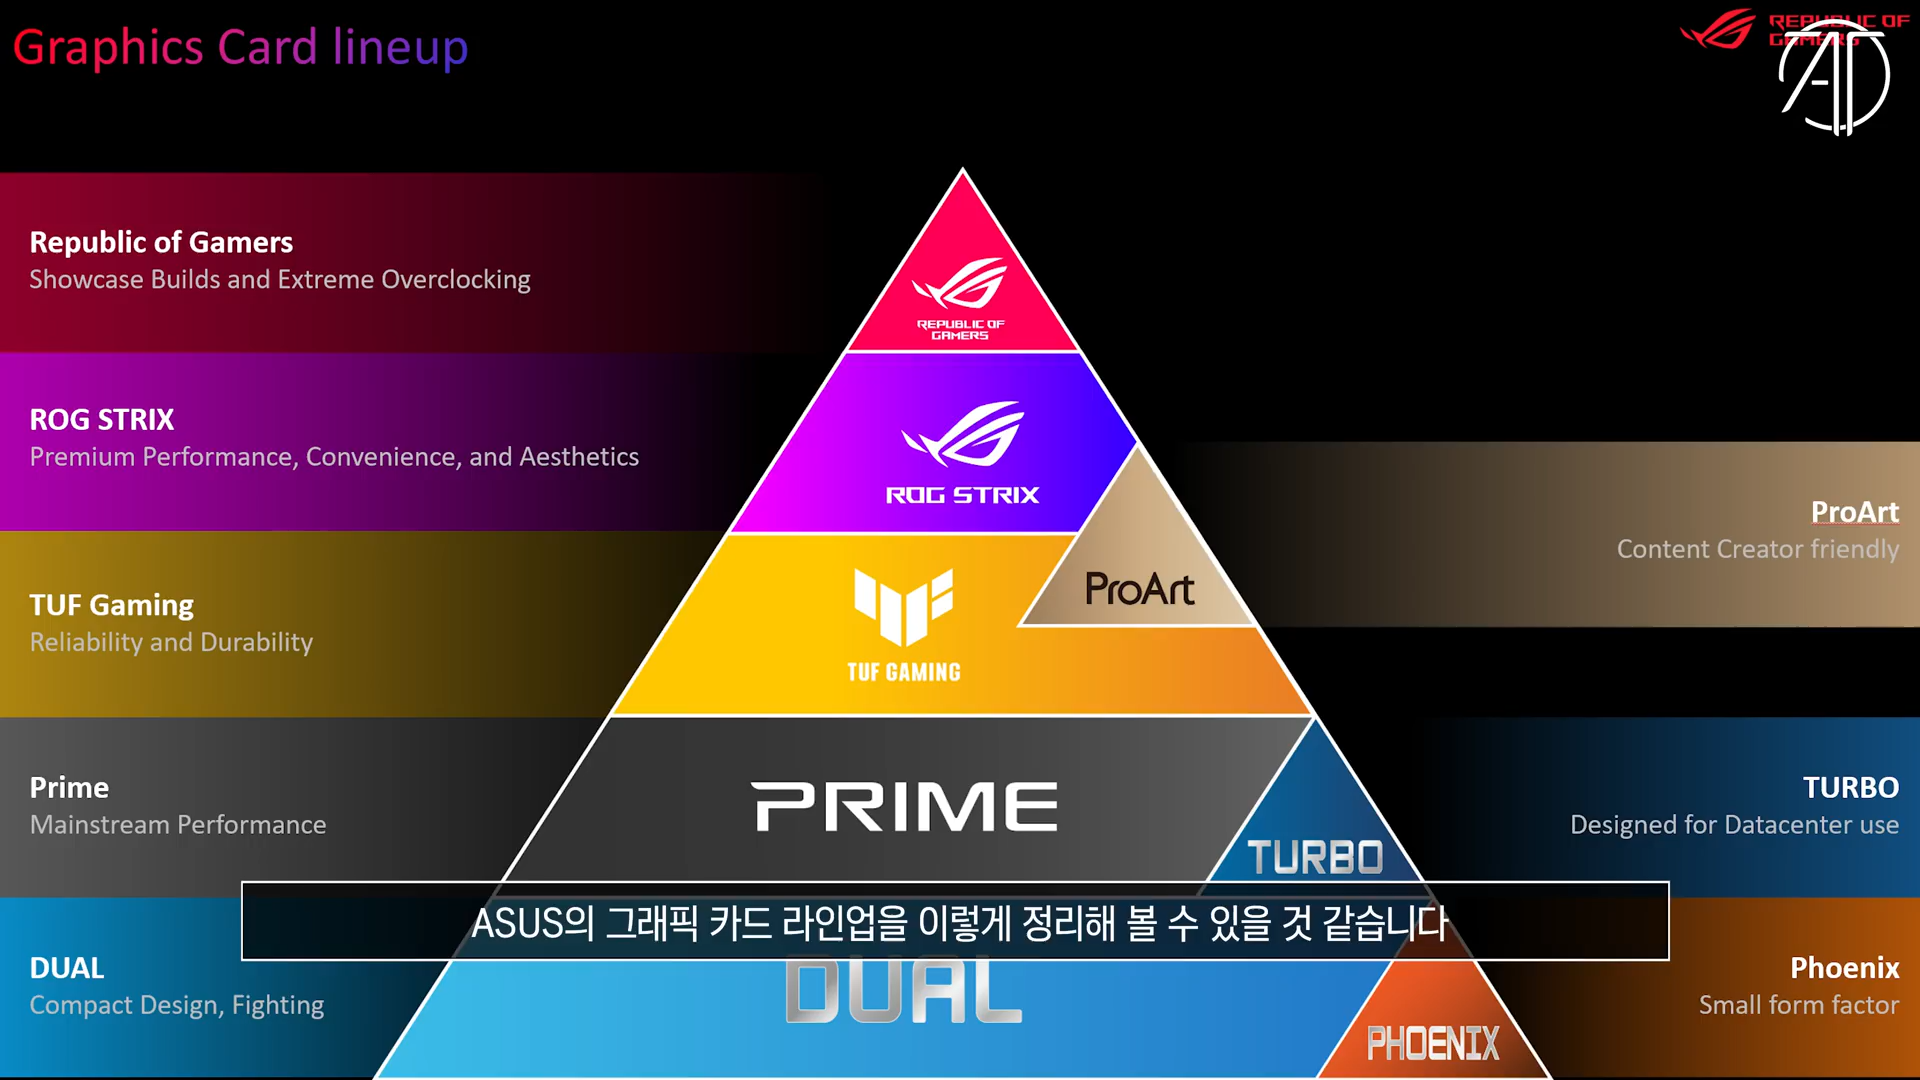 Graphics Card lineup
REPUBLIC OF
GAMERS
Republic of Gamers
Showcase Builds and Extreme Overclocking
REPUBLIC OF
GAMERS
ROG STRIX
Premium Performance, Convenience, and Aesthetics
ROG STRIX
ProArt
Content Creator friendly
ProArt
TUF Gaming
Reliability and Durability
TUF GAMING
Prime
Mainstream Performance
PRIME
TURBO
Designed for Datacenter use
TURBO
ASUS의 그래픽 카드 라인업을 이렇게 정리해 볼 수 있을 것 같습니다
DUAL
Compact Design, Fighting
DUAL
Phoenix
Small form factor
PHOENIX